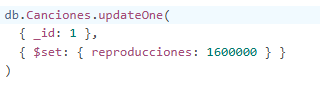 db.Canciones.updateOne(
  { _id: 1 },
  { $set: { reproducciones: 1600000 } }
)